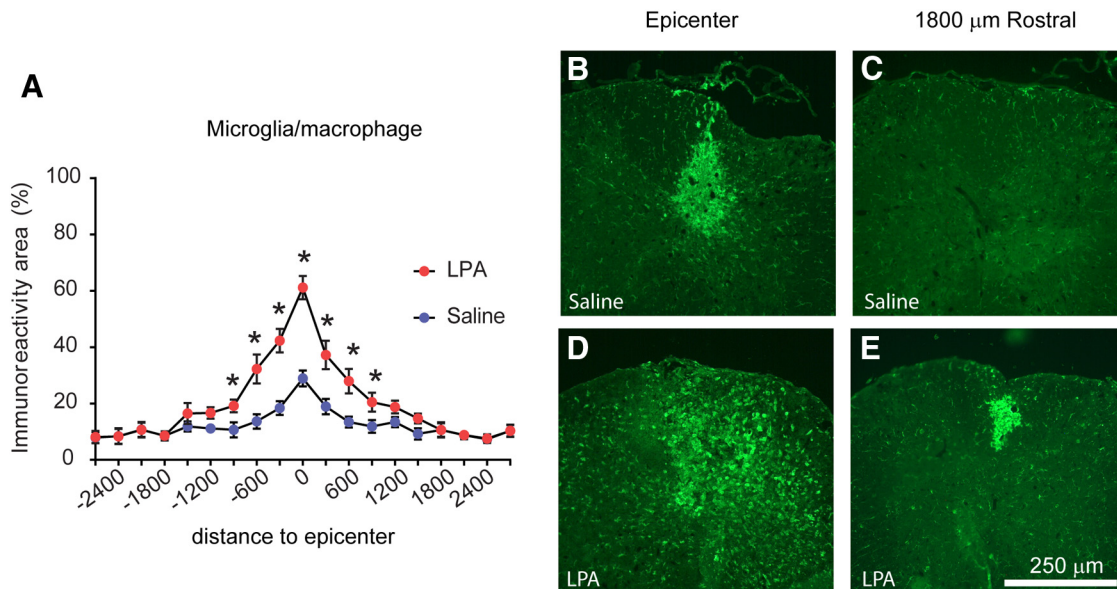 Epicenter
1800 μm Rostral
A
Microglia/macrophage
Immunoreactivity area (%)
100
80
60
40
20
0
* * * * * * *
LPA
Saline
-2400 -1800 -1200 -600 0 600 1200 1800 2400
distance to epicenter
B
Saline
C
Saline
D
LPA
E
LPA
250 μm